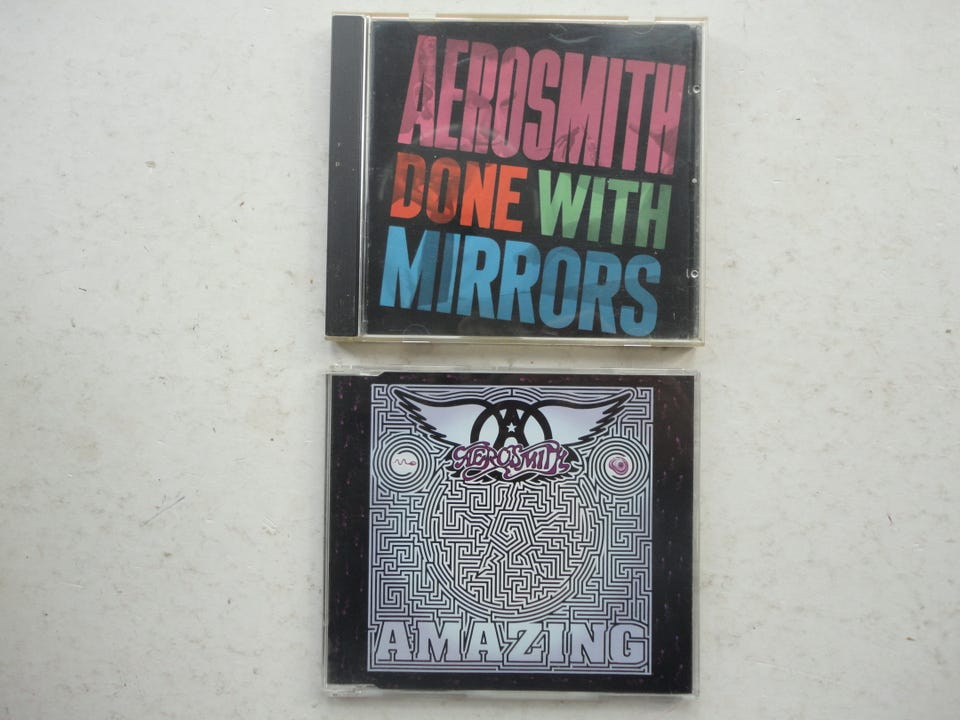 AEROSMITH
DONE WITH
MIRRORS
AEROSMITH
AMAZING